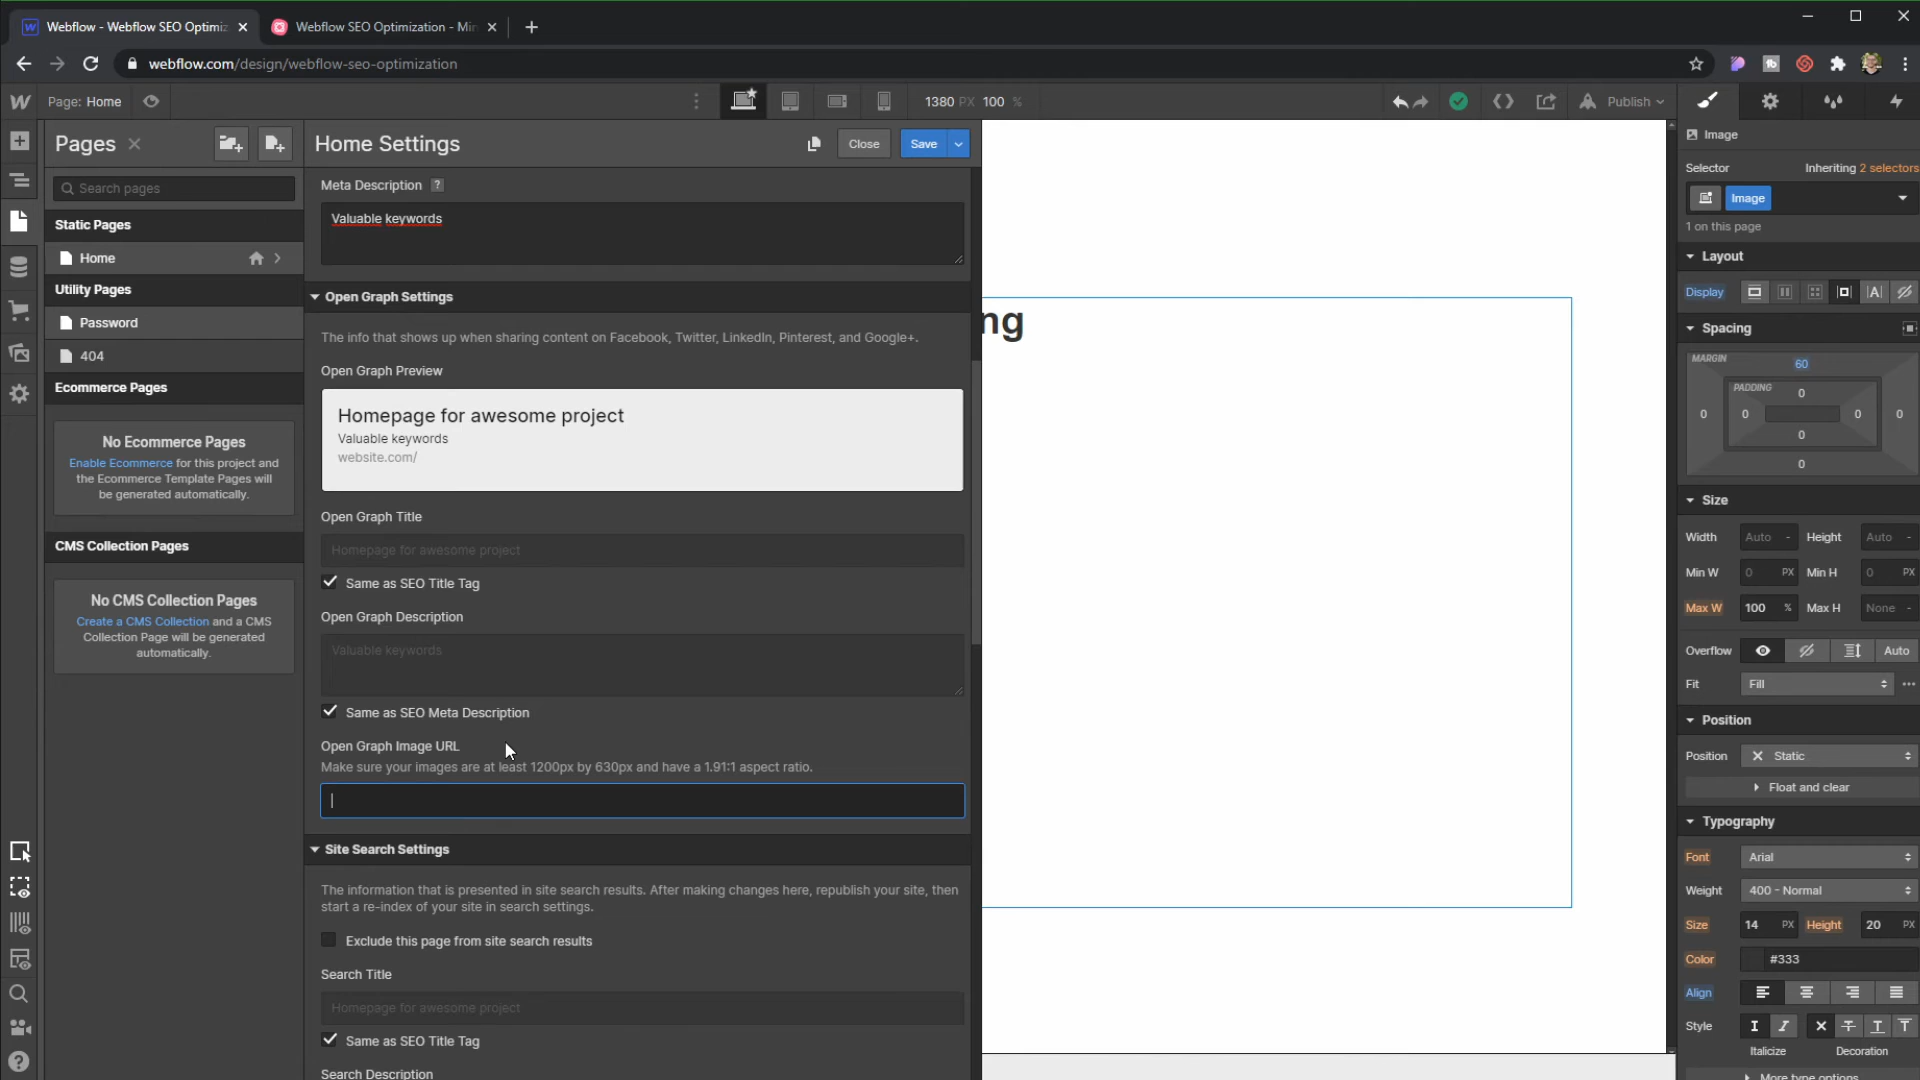 Webflow - Webflow SEO Optimiz
Webflow SEO Optimization - Min
webflow.com/design/webflow-seo-optimization
Page: Home
1380 PX 100 %
Publish
Pages
Home Settings
Close
Save
Image
Search pages
Meta Description ?
Valuable keywords
Selector
Inheriting 2 selectors
Image
1 on this page
Static Pages
Home
Utility Pages
Password
404
Ecommerce Pages
No Ecommerce Pages
Enable Ecommerce for this project and
the Ecommerce Template Pages will
be generated automatically.
CMS Collection Pages
No CMS Collection Pages
Create a CMS Collection and a CMS
Collection Page will be generated
automatically.
Open Graph Settings
The info that shows up when sharing content on Facebook, Twitter, LinkedIn, Pinterest, and Google+.
Open Graph Preview
Homepage for awesome project
Valuable keywords
website.com/
Open Graph Title
Homepage for awesome project
Same as SEO Title Tag
Open Graph Description
Valuable keywords
Same as SEO Meta Description
Open Graph Image URL
Make sure your images are at least 1200px by 630px and have a 1.91:1 aspect ratio.
Site Search Settings
The information that is presented in site search results. After making changes here, republish your site, then
start a re-index of your site in search settings.
Exclude this page from site search results
Search Title
Homepage for awesome project
Same as SEO Title Tag
Search Description
ng
Layout
Display
Spacing
MARGIN
60
PADDING
0
0 0 0 0
0
0
Size
Width Auto - Height Auto -
Min W 0 PX Min H 0 PX
Max W 100 % Max H None -
Overflow Auto
Fit Fill
Position
Position Static
Float and clear
Typography
Font Arial
Weight 400 - Normal
Size 14 PX Height 20 PX
Color #333
Align
Style
Italicize Decoration
More type options